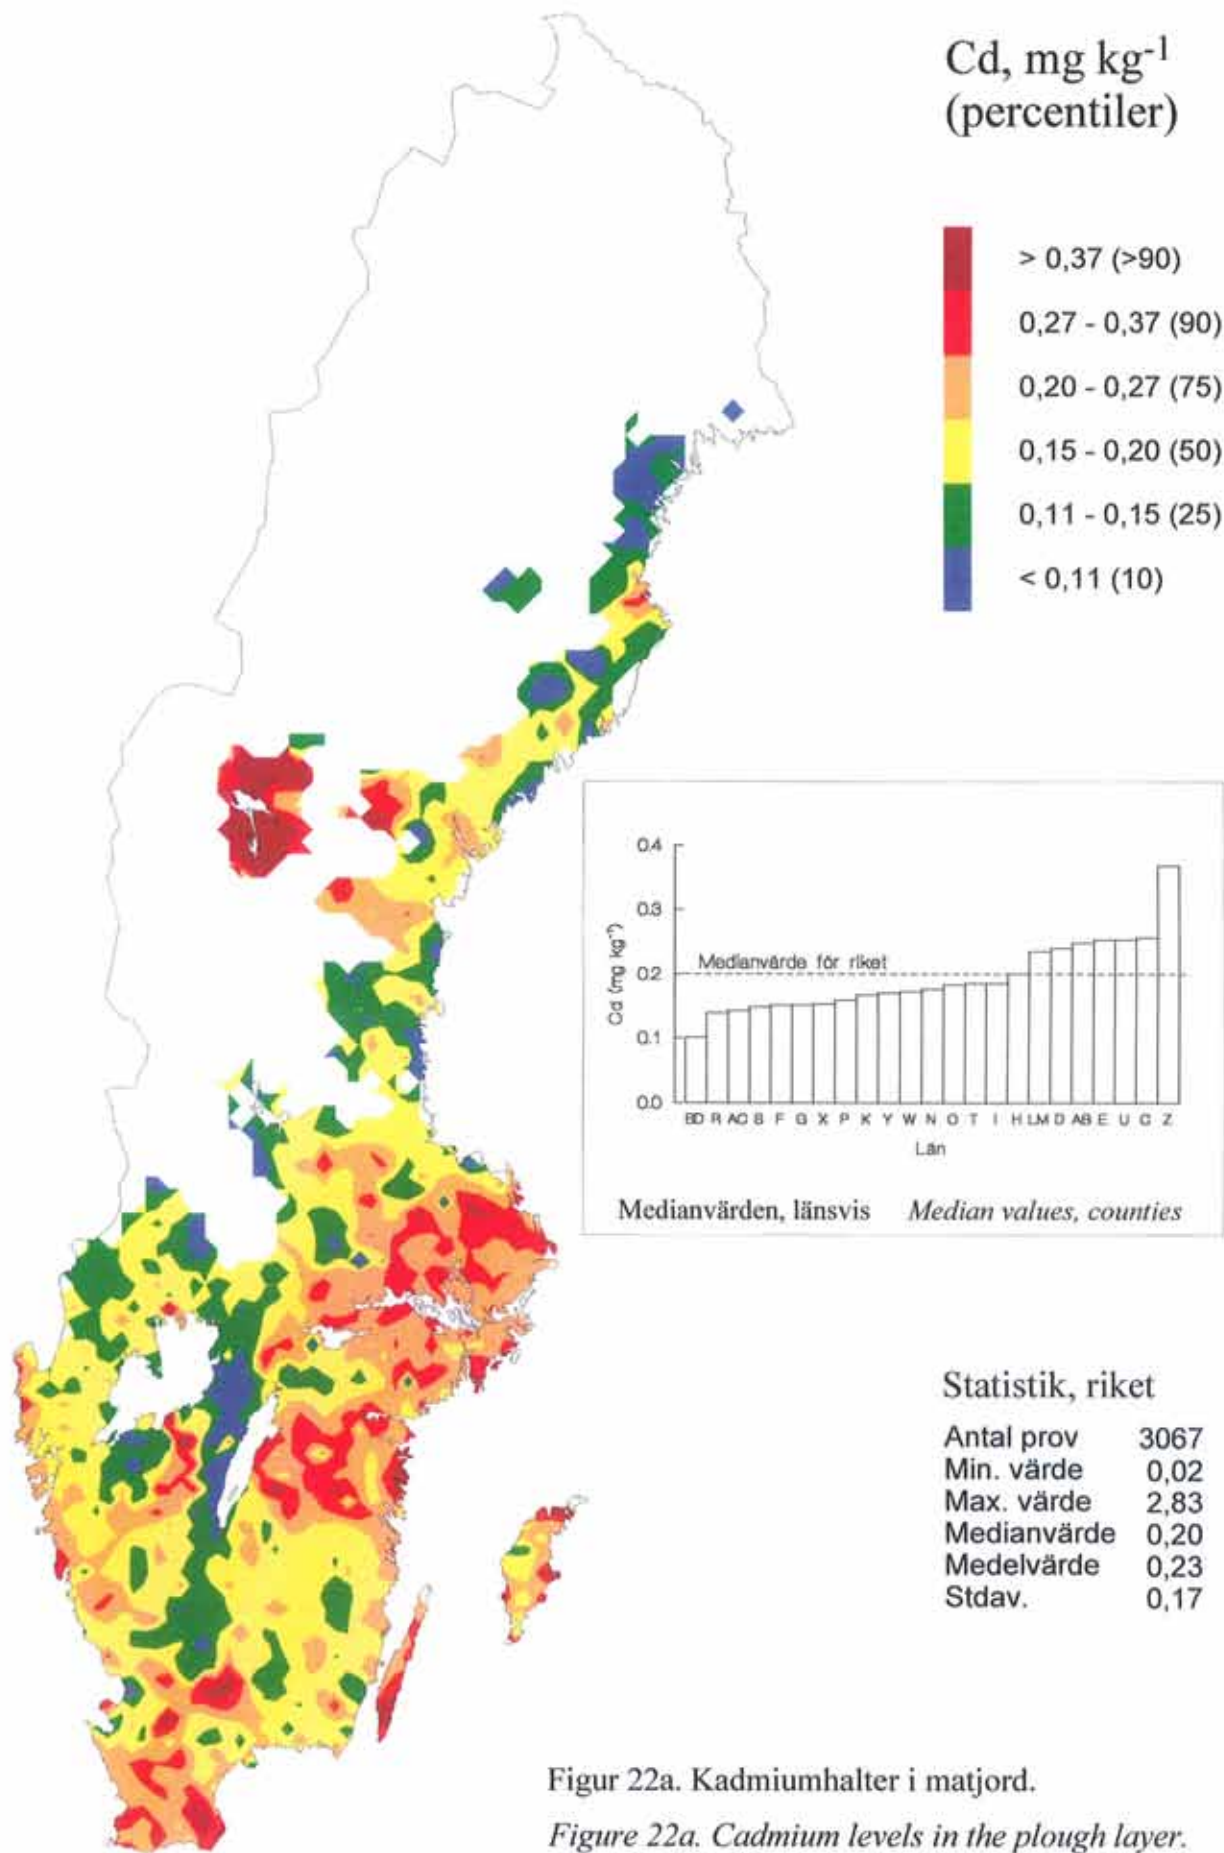 Cd, mg kg-1
(percentiler)
> 0,37 (>90)
0,27 - 0,37 (90)
0,20 - 0,27 (75)
0,15 - 0,20 (50)
0,11 - 0,15 (25)
< 0,11 (10)
0.4
0.3
0.2
0.1
0.0
Cd (mg kg-1)
Medianvärde för riket
BD R AC S F G X P K Y W N O T I H LM D AB E U C Z
Län
Medianvärden, länsvis Median values, counties
Statistik, riket
Antal prov 3067
Min. värde 0,02
Max. värde 2,83
Medianvärde 0,20
Medelvärde 0,23
Stdav. 0,17
Figur 22a. Kadmiumhalter i matjord.
Figure 22a. Cadmium levels in the plough layer.